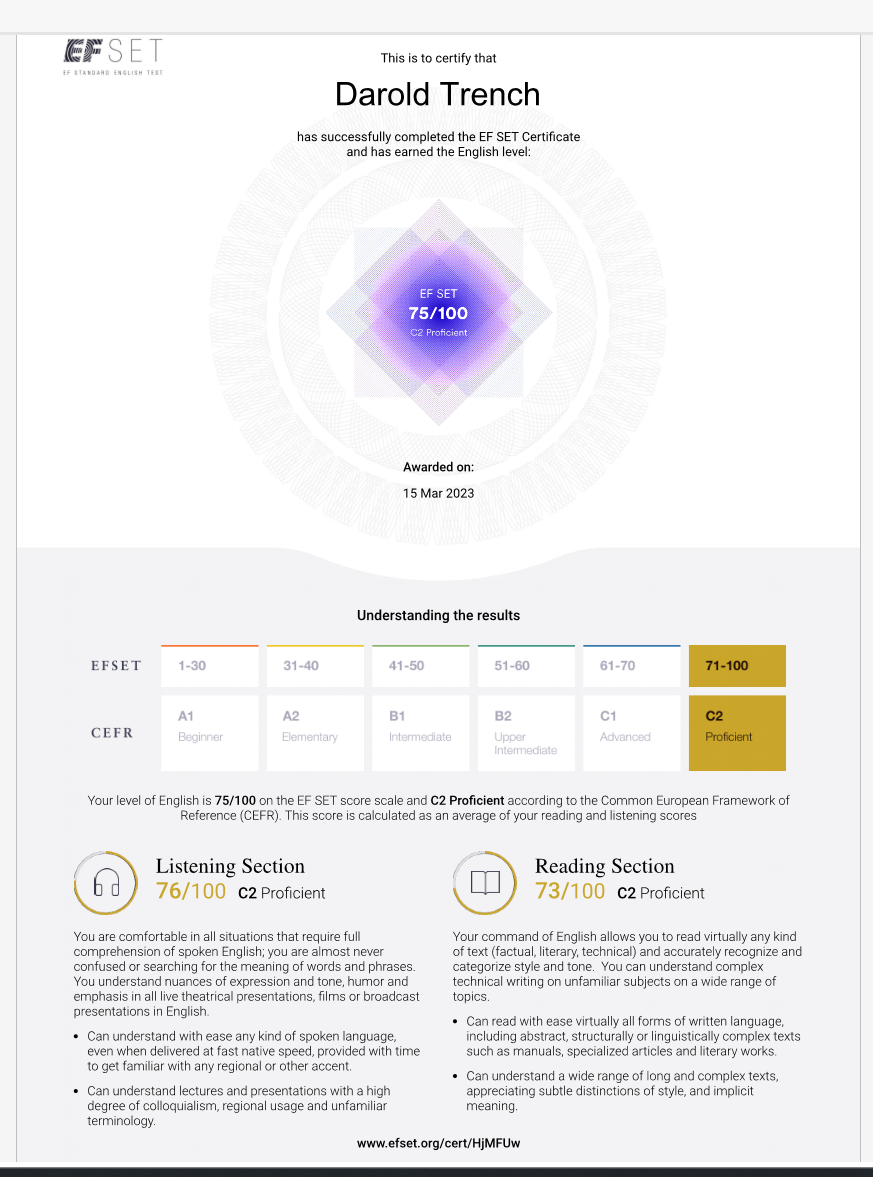 EFSET
EF STANDARD ENGLISH TEST
This is to certify that
Darold Trench
has successfully completed the EF SET Certificate
and has earned the English level:
EF SET
75/100
C2 Proficient
Awarded on:
15 Mar 2023
Understanding the results
EFSET 1-30 31-40 41-50 51-60 61-70 71-100
CEFR A1 A2 B1 B2 C1 C2
Beginner Elementary Intermediate Upper Advanced Proficient
Intermediate
Your level of English is 75/100 on the EF SET score scale and C2 Proficient according to the Common European Framework of
Reference (CEFR). This score is calculated as an average of your reading and listening scores
Listening Section
76/100 C2 Proficient
You are comfortable in all situations that require full
comprehension of spoken English; you are almost never
confused or searching for the meaning of words and phrases.
You understand nuances of expression and tone, humor and
emphasis in all live theatrical presentations, films or broadcast
presentations in English.
• Can understand with ease any kind of spoken language,
even when delivered at fast native speed, provided with time
to get familiar with any regional or other accent.
• Can understand lectures and presentations with a high
degree of colloquialism, regional usage and unfamiliar
terminology.
Reading Section
73/100 C2 Proficient
Your command of English allows you to read virtually any kind
of text (factual, literary, technical) and accurately recognize and
categorize style and tone. You can understand complex
technical writing on unfamiliar subjects on a wide range of
topics.
• Can read with ease virtually all forms of written language,
including abstract, structurally or linguistically complex texts
such as manuals, specialized articles and literary works.
• Can understand a wide range of long and complex texts,
appreciating subtle distinctions of style, and implicit
meaning.
www.efset.org/cert/HjMFUw